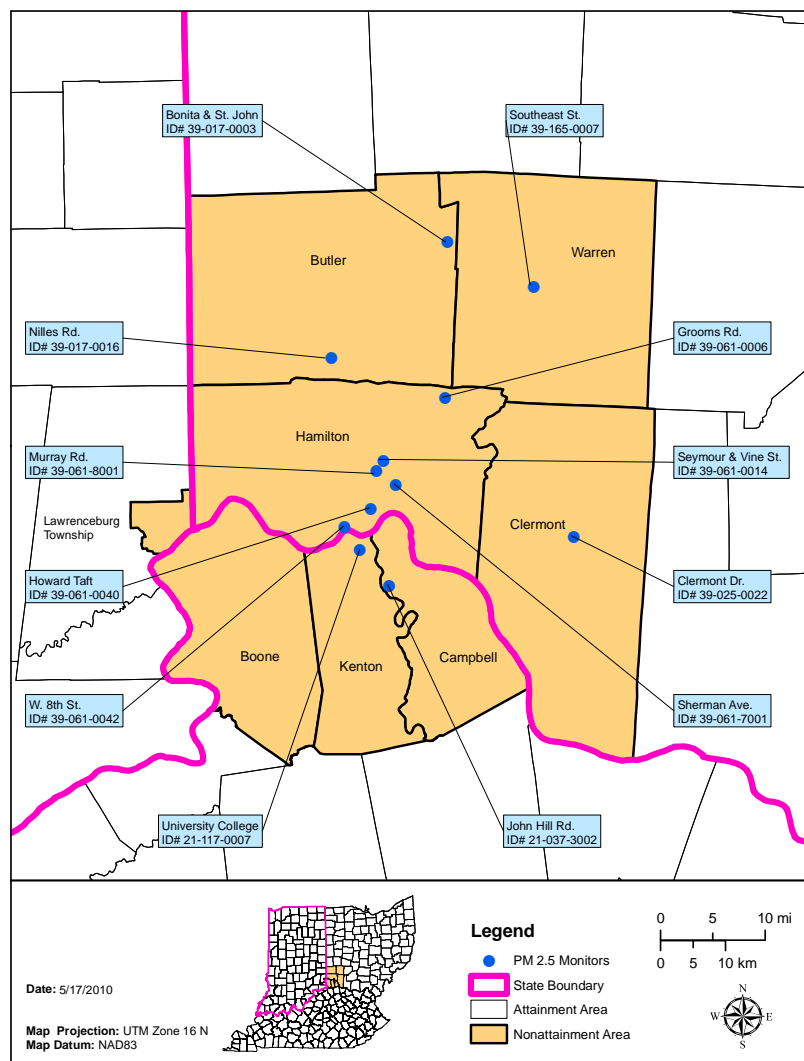 Bonita & St. John
ID# 39-017-0003
Southeast St.
ID# 39-165-0007
Butler
Warren
Nilles Rd.
ID# 39-017-0016
Grooms Rd.
ID# 39-061-0006
Hamilton
Murray Rd.
ID# 39-061-8001
Seymour & Vine St.
ID# 39-061-0014
Lawrenceburg
Township
Clermont
Howard Taft
ID# 39-061-0040
Clermont Dr.
ID# 39-025-0022
Boone
Kenton
Campbell
W. 8th St.
ID# 39-061-0042
Sherman Ave.
ID# 39-061-7001
University College
ID# 21-117-0007
John Hill Rd.
ID# 21-037-3002
Date: 5/17/2010
Map Projection: UTM Zone 16 N
Map Datum: NAD83
Legend
PM 2.5 Monitors
State Boundary
Attainment Area
Nonattainment Area
0 5 10 mi
0 5 10 km
N
W E
S